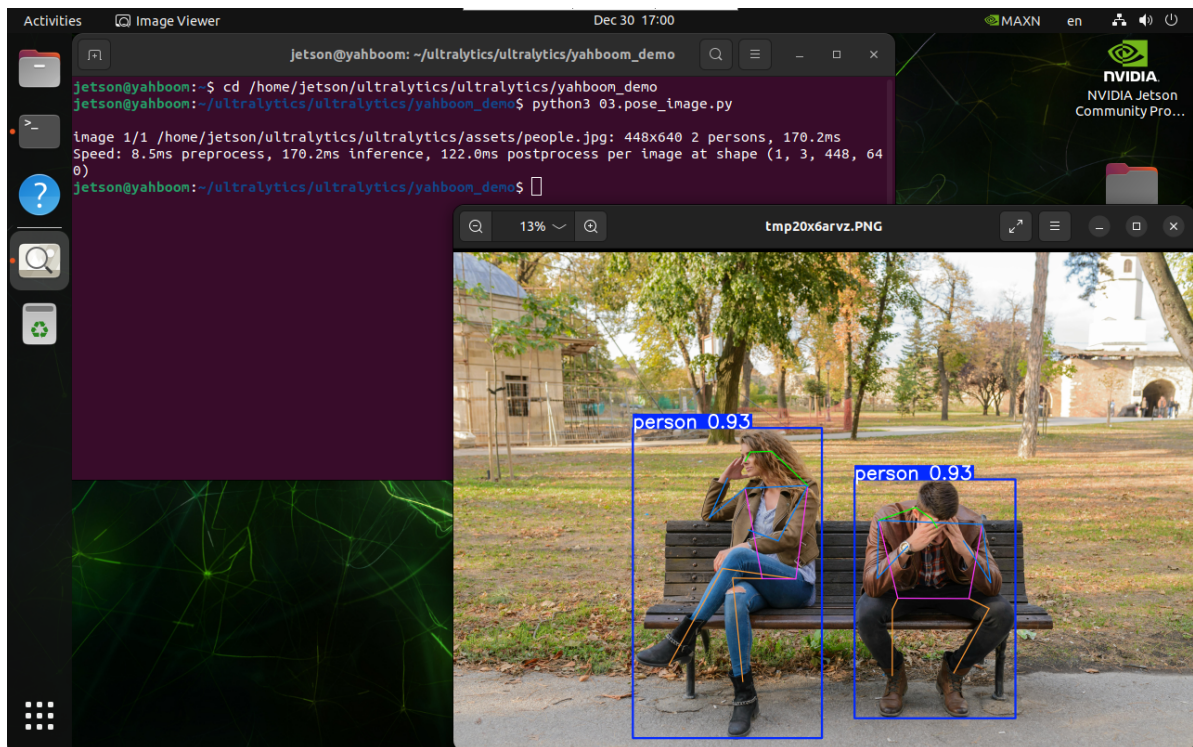 Activities
Image Viewer
Dec 30 17:00
MAXN
en
jetson@yahboom: ~/ultralytics/ultralytics/yahboom_demo
jetson@yahboom:~$ cd /home/jetson/ultralytics/ultralytics/yahboom_demo
jetson@yahboom:~/ultralytics/ultralytics/yahboom_demo$ python3 03.pose_image.py
image 1/1 /home/jetson/ultralytics/ultralytics/assets/people.jpg: 448x640 2 persons, 170.2ms
Speed: 8.5ms preprocess, 170.2ms inference, 122.0ms postprocess per image at shape (1, 3, 448, 64
0)
jetson@yahboom:~/ultralytics/ultralytics/yahboom_demo$
NVIDIA
NVIDIA Jetson
Community Pro...
13%
tmp20x6arvz.PNG
person 0.93
person 0.93